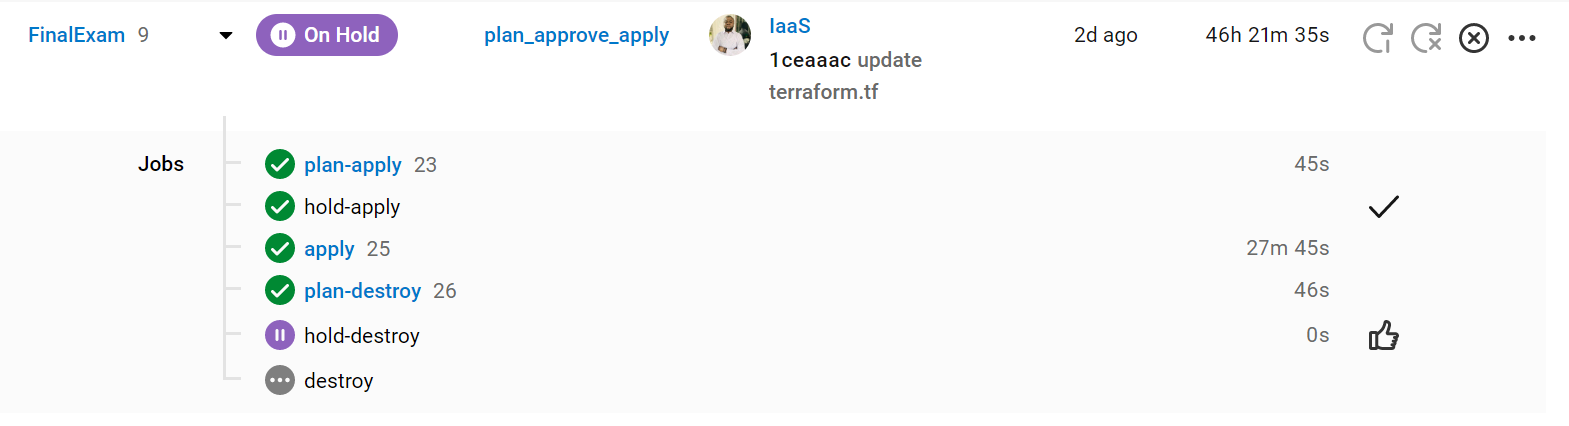 FinalExam 9 On Hold plan_approve_apply IaaS 2d ago 46h 21m 35s
1ceaaac update
terraform.tf
Jobs plan-apply 23 45s
hold-apply
apply 25 27m 45s
plan-destroy 26 46s
hold-destroy 0s
destroy